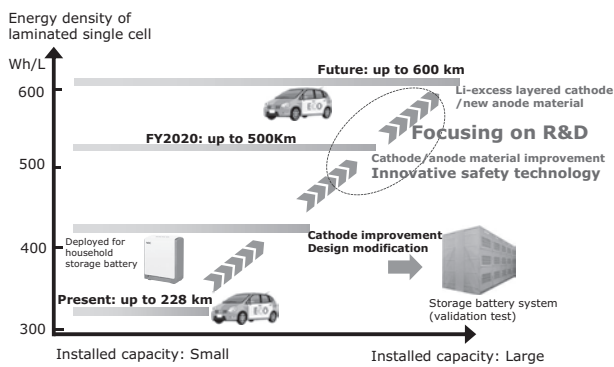 Energy density of
laminated single cell
Wh/L
Future: up to 600 km
600
Li-excess layered cathode
/new anode material
ECO
Focusing on R&D
FY2020: up to 500Km
Cathode/anode material improvement
500
Innovative safety technology
Deployed for
household
storage battery
Cathode improvement
Design modification
400
Present: up to 228 km
ECO
Storage battery system
(validation test)
300
Installed capacity: Small
Installed capacity: Large